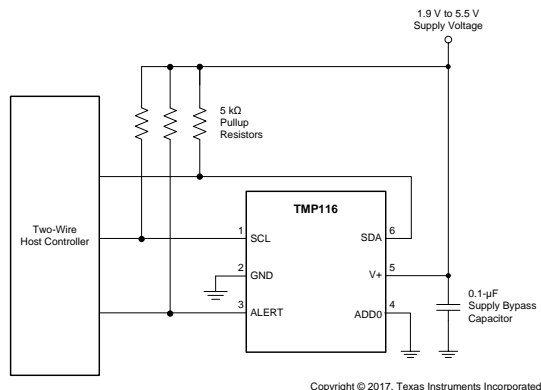 1.9 V to 5.5 V
Supply Voltage
5 kΩ
Pullup
Resistors
Two-Wire
Host Controller
TMP116
1
SCL
2
GND
3
ALERT
6
SDA
5
V+
4
ADD0
0.1-µF
Supply Bypass
Capacitor
Copyright © 2017, Texas Instruments Incorporated